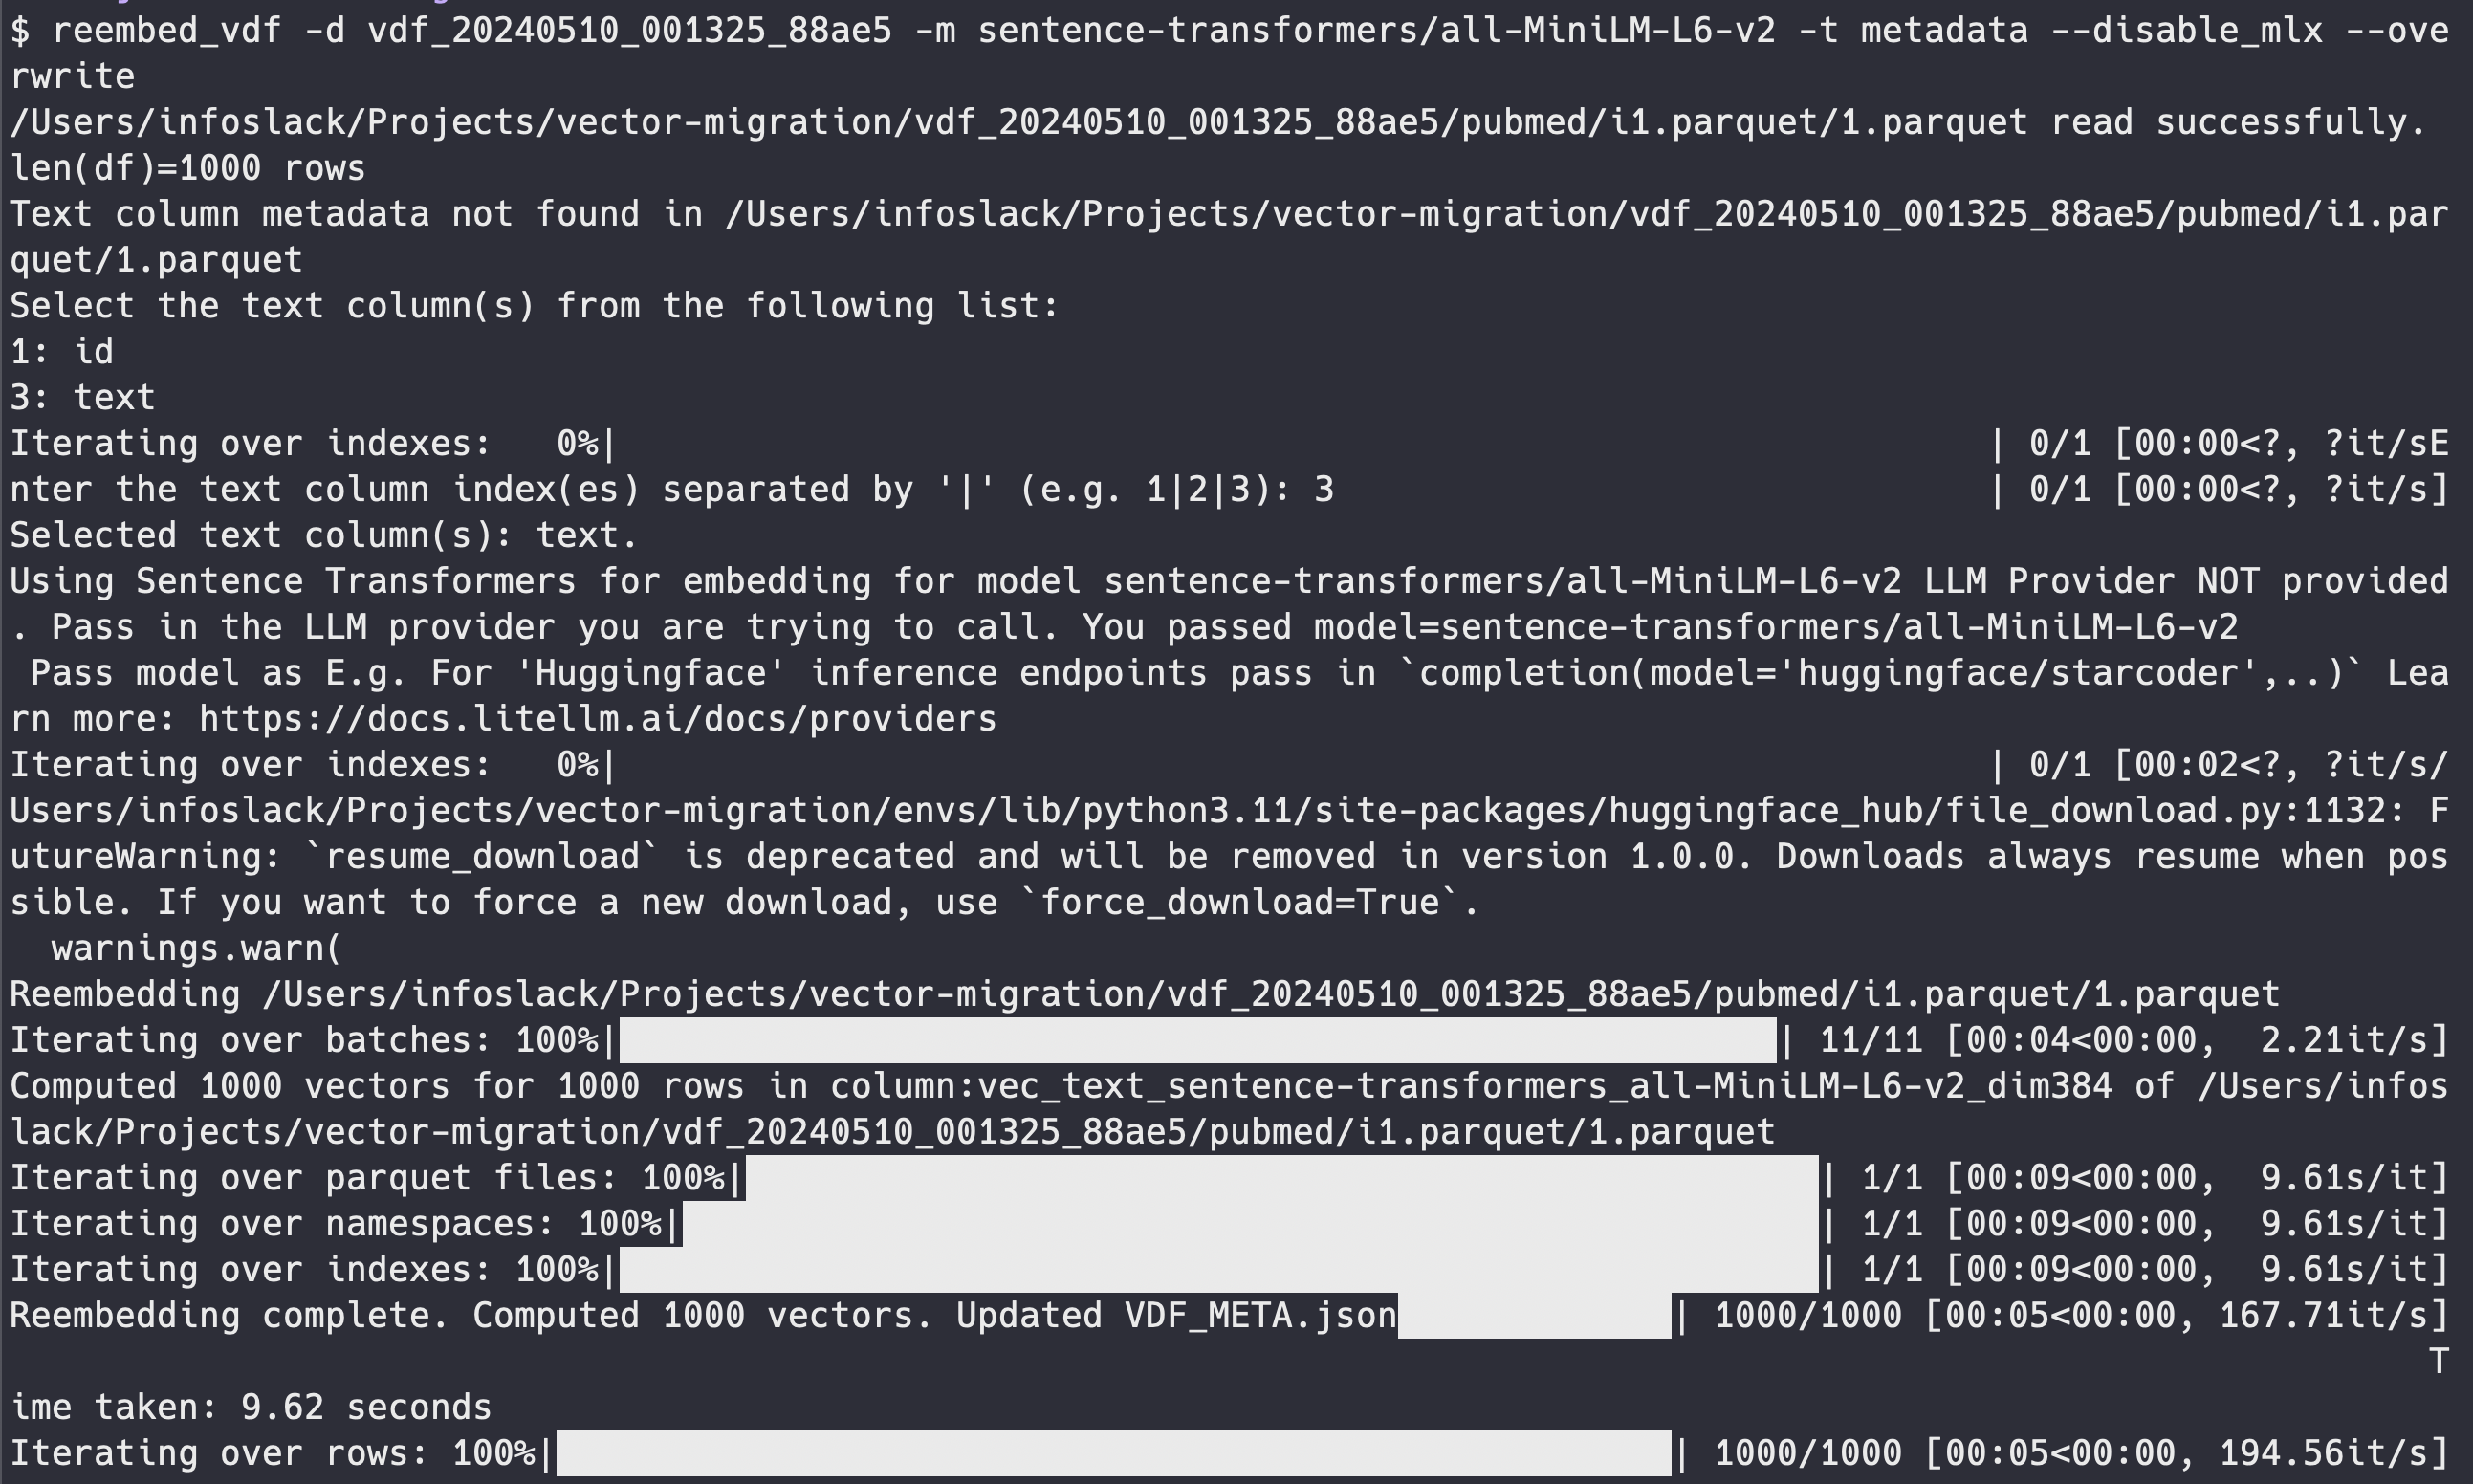 $ reembed_vdf -d vdf_20240510_001325_88ae5 -m sentence-transformers/all-MiniLM-L6-v2 -t metadata --disable_mlx --ove
rwrite
/Users/infoslack/Projects/vector-migration/vdf_20240510_001325_88ae5/pubmed/i1.parquet/1.parquet read successfully.
len(df)=1000 rows
Text column metadata not found in /Users/infoslack/Projects/vector-migration/vdf_20240510_001325_88ae5/pubmed/i1.par
quet/1.parquet
Select the text column(s) from the following list:
1: id
3: text
Iterating over indexes:   0%|                                                                  | 0/1 [00:00<?, ?it/sE
nter the text column index(es) separated by '|' (e.g. 1|2|3): 3                               | 0/1 [00:00<?, ?it/s]
Selected text column(s): text.
Using Sentence Transformers for embedding for model sentence-transformers/all-MiniLM-L6-v2 LLM Provider NOT provided
. Pass in the LLM provider you are trying to call. You passed model=sentence-transformers/all-MiniLM-L6-v2
 Pass model as E.g. For 'Huggingface' inference endpoints pass in `completion(model='huggingface/starcoder',..)` Lea
rn more: https://docs.litellm.ai/docs/providers
Iterating over indexes:   0%|                                                                  | 0/1 [00:02<?, ?it/s/
Users/infoslack/Projects/vector-migration/envs/lib/python3.11/site-packages/huggingface_hub/file_download.py:1132: F
utureWarning: `resume_download` is deprecated and will be removed in version 1.0.0. Downloads always resume when pos
sible. If you want to force a new download, use `force_download=True`.
  warnings.warn(
Reembedding /Users/infoslack/Projects/vector-migration/vdf_20240510_001325_88ae5/pubmed/i1.parquet/1.parquet
Iterating over batches: 100%|                                                       | 11/11 [00:04<00:00,  2.21it/s]
Computed 1000 vectors for 1000 rows in column:vec_text_sentence-transformers_all-MiniLM-L6-v2_dim384 of /Users/infos
lack/Projects/vector-migration/vdf_20240510_001325_88ae5/pubmed/i1.parquet/1.parquet
Iterating over parquet files: 100%|                                                   | 1/1 [00:09<00:00,  9.61s/it]
Iterating over namespaces: 100%|                                                      | 1/1 [00:09<00:00,  9.61s/it]
Iterating over indexes: 100%|                                                         | 1/1 [00:09<00:00,  9.61s/it]
Reembedding complete. Computed 1000 vectors. Updated VDF_META.json             | 1000/1000 [00:05<00:00, 167.71it/s]
T
ime taken: 9.62 seconds
Iterating over rows: 100%|                                                     | 1000/1000 [00:05<00:00, 194.56it/s]